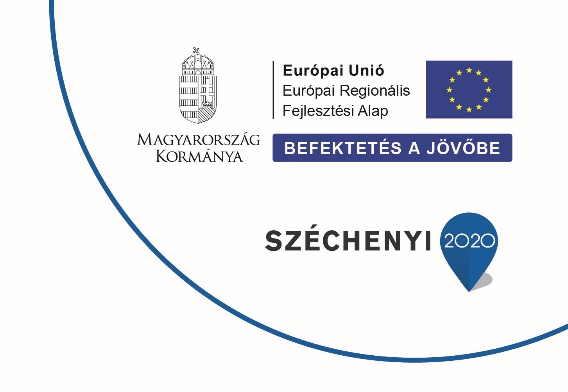 MAGYARORSZÁG
KORMÁNYA
Európai Unió
Európai Regionális
Fejlesztési Alap
BEFEKTETÉS A JÖVŐBE
SZÉCHENYI 2020